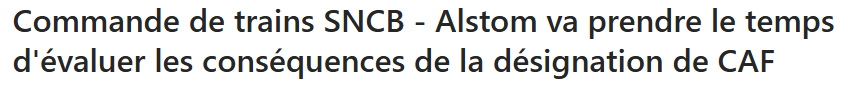 Commande de trains SNCB - Alstom va prendre le temps
d'évaluer les conséquences de la désignation de CAF